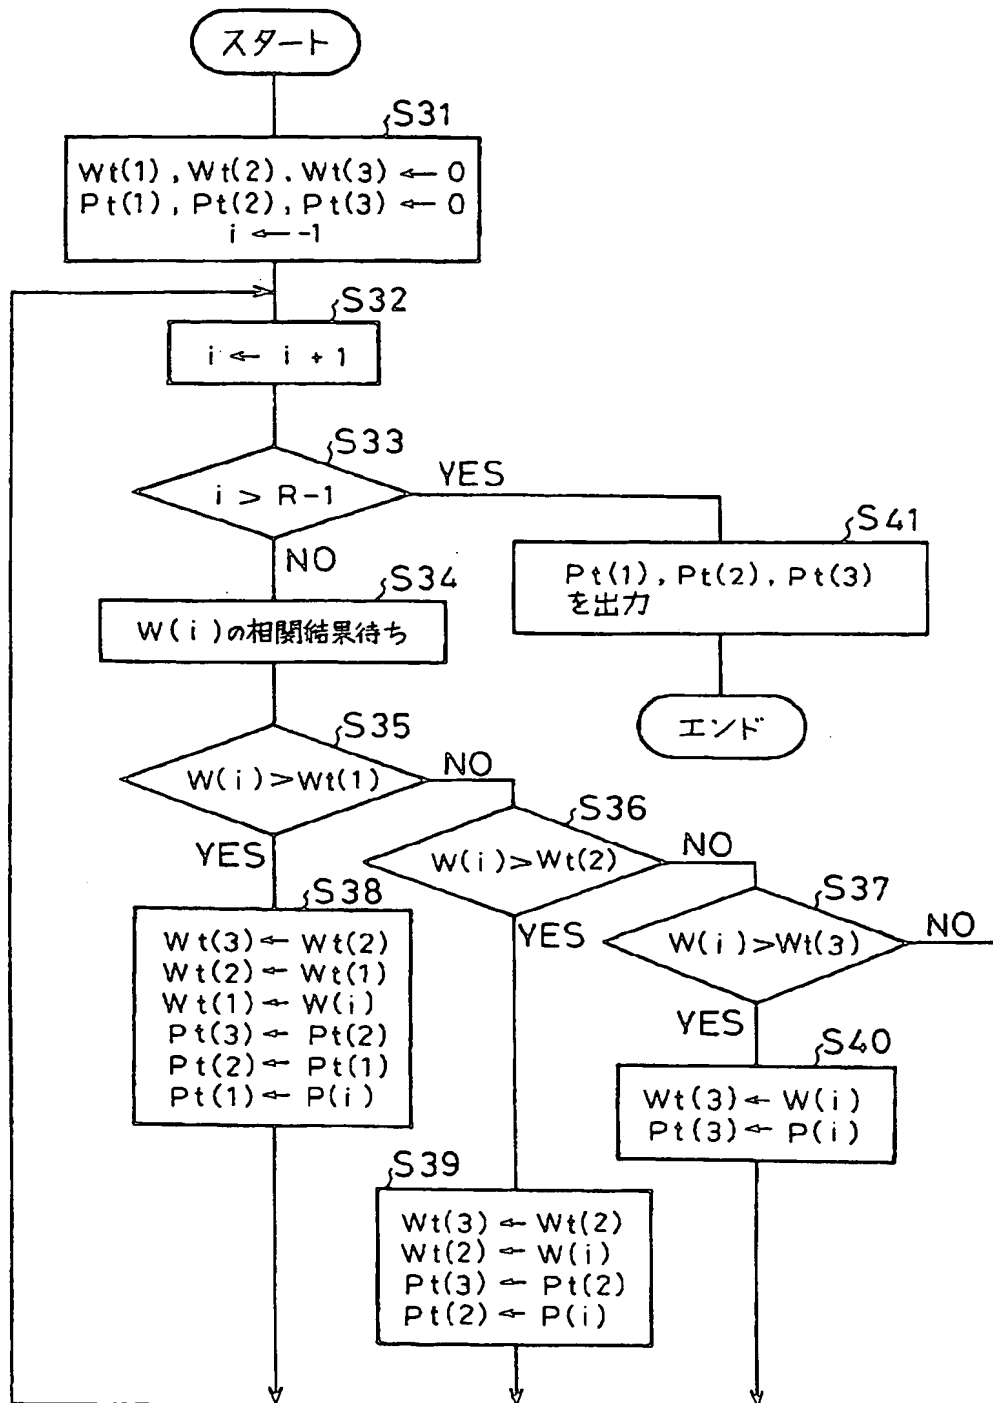 スタート
S31
Wt(1), Wt(2), Wt(3) ← 0
Pt(1), Pt(2), Pt(3) ← 0
i ← -1
S32
i ← i + 1
S33
i > R-1
YES
NO
S41
Pt(1), Pt(2), Pt(3)
を出力
エンド
S34
W(i)の相関結果待ち
S35
W(i)>Wt(1)
NO
YES
S36
W(i)>Wt(2)
NO
YES
S37
W(i)>Wt(3)
NO
YES
S38
Wt(3) ← Wt(2)
Wt(2) ← Wt(1)
Wt(1) ← W(i)
Pt(3) ← Pt(2)
Pt(2) ← Pt(1)
Pt(1) ← P(i)
S40
Wt(3) ← W(i)
Pt(3) ← P(i)
S39
Wt(3) ← Wt(2)
Wt(2) ← W(i)
Pt(3) ← Pt(2)
Pt(2) ← P(i)